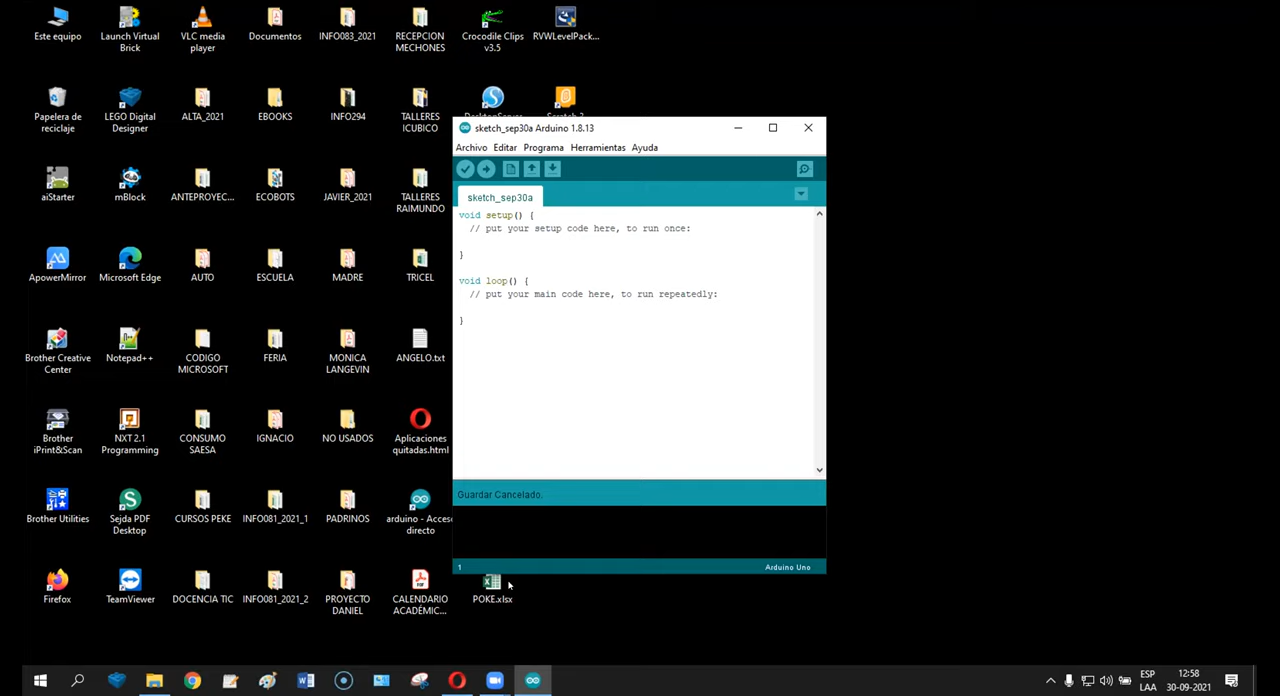 Este equipo
Launch Virtual
Brick
VLC media
player
Documentos
INFO083_2021
RECEPCION
MECHONES
Crocodile Clips
v3.5
RVWLevelPack...
Papelera de
reciclaje
LEGO Digital
Designer
ALTA_2021
EBOOKS
INFO294
TALLERES
ICUBICO
aiStarter
mBlock
ANTEPROYEC...
ECOBOTS
JAVIER_2021
TALLERES
RAIMUNDO
ApowerMirror
Microsoft Edge
AUTO
ESCUELA
MADRE
TRICEL
Brother Creative
Center
Notepad++
CODIGO
MICROSOFT
FERIA
MONICA
LANGEVIN
ANGELO.txt
Brother
iPrint&Scan
NXT 2.1
Programming
CONSUMO
SAESA
IGNACIO
NO USADOS
Aplicaciones
quitadas.html
Brother Utilities
Sejda PDF
Desktop
CURSOS PEKE
INFO081_2021_1
PADRINOS
arduino - Acceso
directo
Firefox
TeamViewer
DOCENCIA TIC
INFO081_2021_2
PROYECTO
DANIEL
CALENDARIO
ACADÉMIC...
POKE.xlsx
sketch_sep30a Arduino 1.8.13
Archivo Editar Programa Herramientas Ayuda
sketch_sep30a
void setup() {
// put your setup code here, to run once:
}
void loop() {
// put your main code here, to run repeatedly:
}
Guardar Cancelado.
1 Arduino Uno
ESP
LAA
12:58
30-09-2021